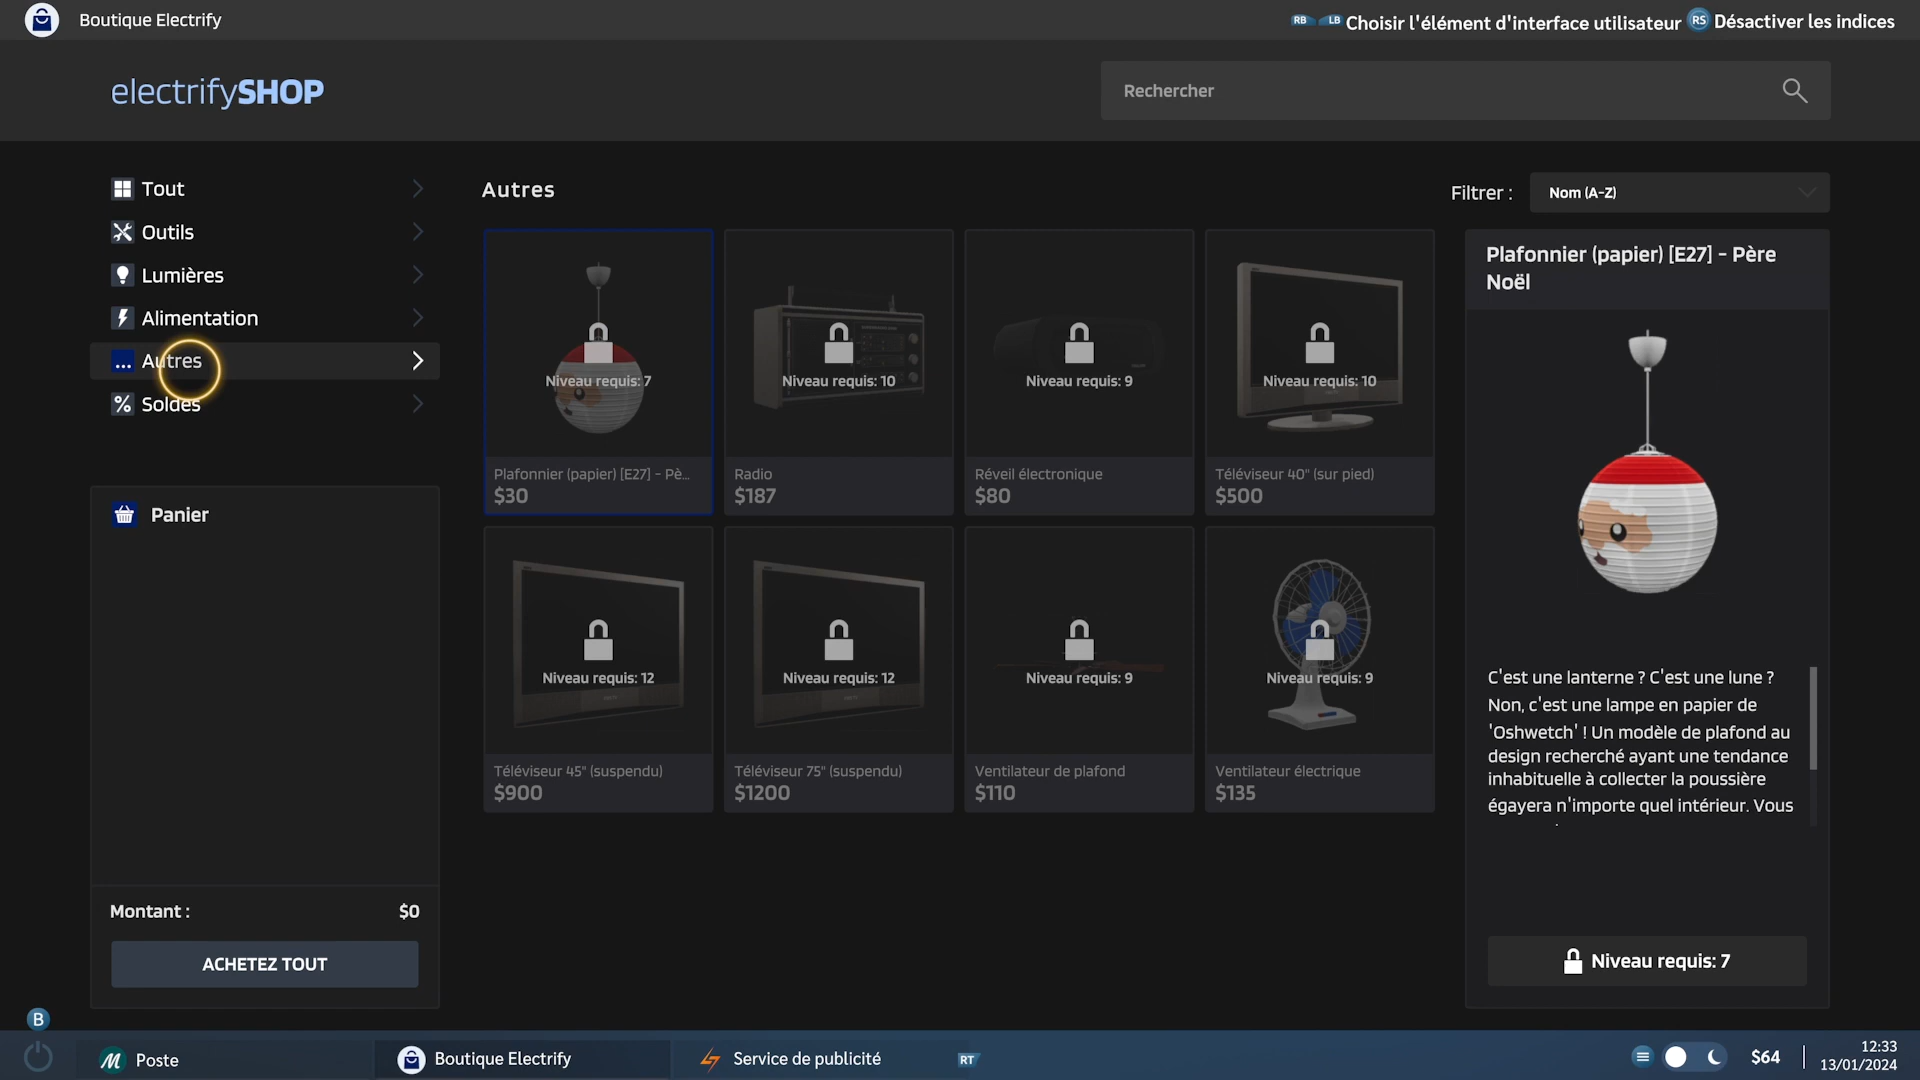 Boutique Electrify
RB LB Choisir l'élément d'interface utilisateur RS Désactiver les indices
electrifySHOP
Rechercher
Tout
Outils
Lumières
Alimentation
Autres
Soldes
Panier
Montant : $0
ACHETEZ TOUT
Autres
Filtrer : Nom (A-Z)
Niveau requis: 7
Plafonnier (papier) [E27] - Pè...
$30
Niveau requis: 10
Radio
$187
Niveau requis: 9
Réveil électronique
$80
Niveau requis: 10
Téléviseur 40" (sur pied)
$500
Niveau requis: 12
Téléviseur 45" (suspendu)
$900
Niveau requis: 12
Téléviseur 75" (suspendu)
$1200
Niveau requis: 9
Ventilateur de plafond
$110
Niveau requis: 9
Ventilateur électrique
$135
Plafonnier (papier) [E27] - Père
Noël
C'est une lanterne ? C'est une lune ?
Non, c'est une lampe en papier de
'Oshwetch' ! Un modèle de plafond au
design recherché ayant une tendance
inhabituelle à collecter la poussière
égayera n'importe quel intérieur. Vous
Niveau requis: 7
B
Poste
Boutique Electrify
Service de publicité
RT
$64
12:33
13/01/2024